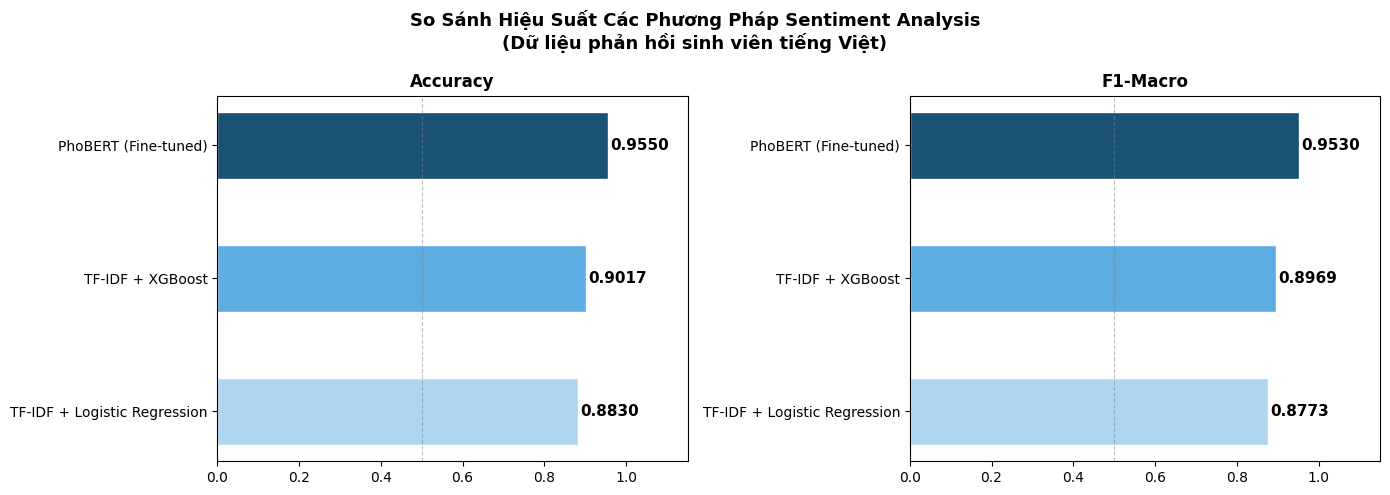 So Sánh Hiệu Suất Các Phương Pháp Sentiment Analysis
(Dữ liệu phản hồi sinh viên tiếng Việt)
Accuracy
PhoBERT (Fine-tuned)
0.9550
TF-IDF + XGBoost
0.9017
TF-IDF + Logistic Regression
0.8830
0.0 0.2 0.4 0.6 0.8 1.0
F1-Macro
PhoBERT (Fine-tuned)
0.9530
TF-IDF + XGBoost
0.8969
TF-IDF + Logistic Regression
0.8773
0.0 0.2 0.4 0.6 0.8 1.0